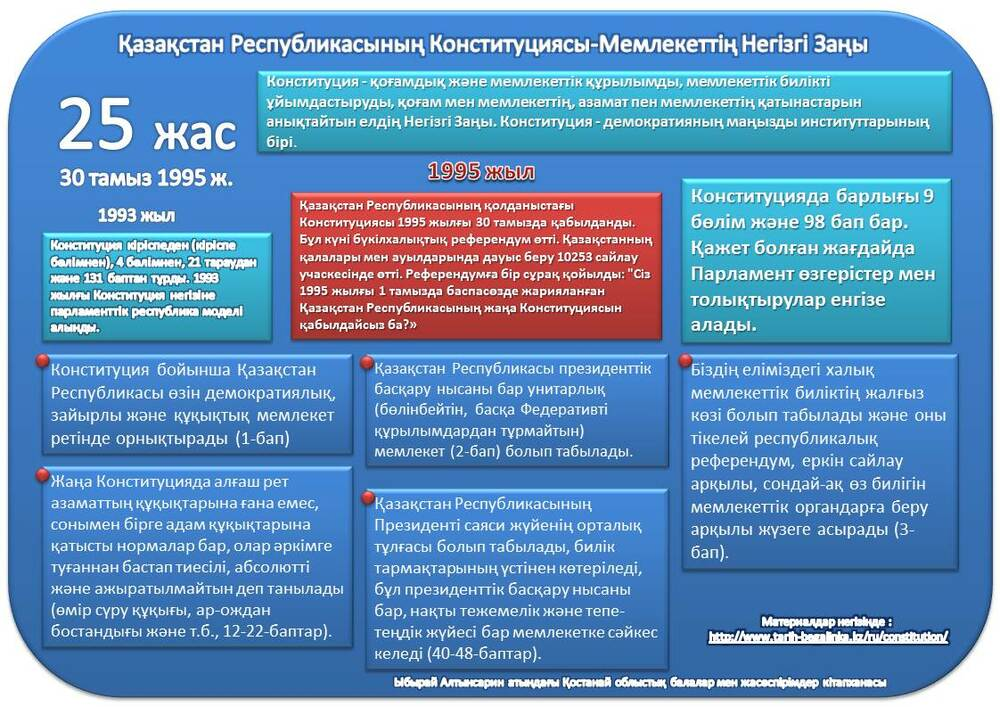 Қазақстан Республикасының Конституциясы-Мемлекеттің Негізгі Заңы
25 жас
30 тамыз 1995 ж.
Конституция - қоғамдық және мемлекеттік құрылымды, мемлекеттік билікті
ұйымдастыруды, қоғам мен мемлекеттің, азамат пен мемлекеттің қатынастарын
анықтайтын елдің Негізгі Заңы. Конституция - демократияның маңызды институттарының
бірі.
1993 жыл
Конституция кіріспеден (кіріспе
бөлімнен), 4 бөлімнен, 21 тараудан
және 131 баптан тұрды. 1993
жылғы Конституция негізіне
парламенттік республика моделі
алынды.
1995 жыл
Қазақстан Республикасының қолданыстағы
Конституциясы 1995 жылғы 30 тамызда қабылданды.
Бұл күні бүкілхалықтық референдум өтті. Қазақстанның
қалалары мен ауылдарында дауыс беру 10253 сайлау
учаскесінде өтті. Референдумға бір сұрақ қойылды: "Сіз
1995 жылғы 1 тамызда баспасөзде жарияланған
Қазақстан Республикасының жаңа Конституциясын
қабылдайсыз ба?»
Конституцияда барлығы 9
бөлім және 98 бап бар.
Қажет болған жағдайда
Парламент өзгерістер мен
толықтырулар енгізе
алады.
Конституция бойынша Қазақстан
Республикасы өзін демократиялық,
зайырлы және құқықтық мемлекет
ретінде орнықтырады (1-бап)
Қазақстан Республикасы президенттік
басқару нысаны бар унитарлық
(бөлінбейтін, басқа Федеративті
құрылымдардан тұрмайтын)
мемлекет (2-бап) болып табылады.
Біздің еліміздегі халық
мемлекеттік биліктің жалғыз
көзі болып табылады және оны
тікелей республикалық
референдум, еркін сайлау
арқылы, сондай-ақ өз билігін
мемлекеттік органдарға беру
арқылы жүзеге асырады (3-
бап).
Жаңа Конституцияда алғаш рет
азаматтың құқықтарына ғана емес,
сонымен бірге адам құқықтарына
қатысты нормалар бар, олар әркімге
туғаннан бастап тиесілі, абсолютті
және ажыратылмайтын деп танылады
(өмір сүру құқығы, ар-ождан
бостандығы және т.б., 12-22-баптар).
Қазақстан Республикасының
Президенті саяси жүйенің орталық
тұлғасы болып табылады, билік
тармақтарының үстінен көтеріледі,
бұл президенттік басқару нысаны
бар, нақты тежемелік және тепе-
теңдік жүйесі бар мемлекетке сәйкес
келеді (40-48-баптар).
Материалдар негізінде :
http://www.tarih-begalinka.kz/ru/constitution/
Ыбырай Алтынсарин атындағы Қостанай облыстық балалар мен жасөспірімдер кітапханасы